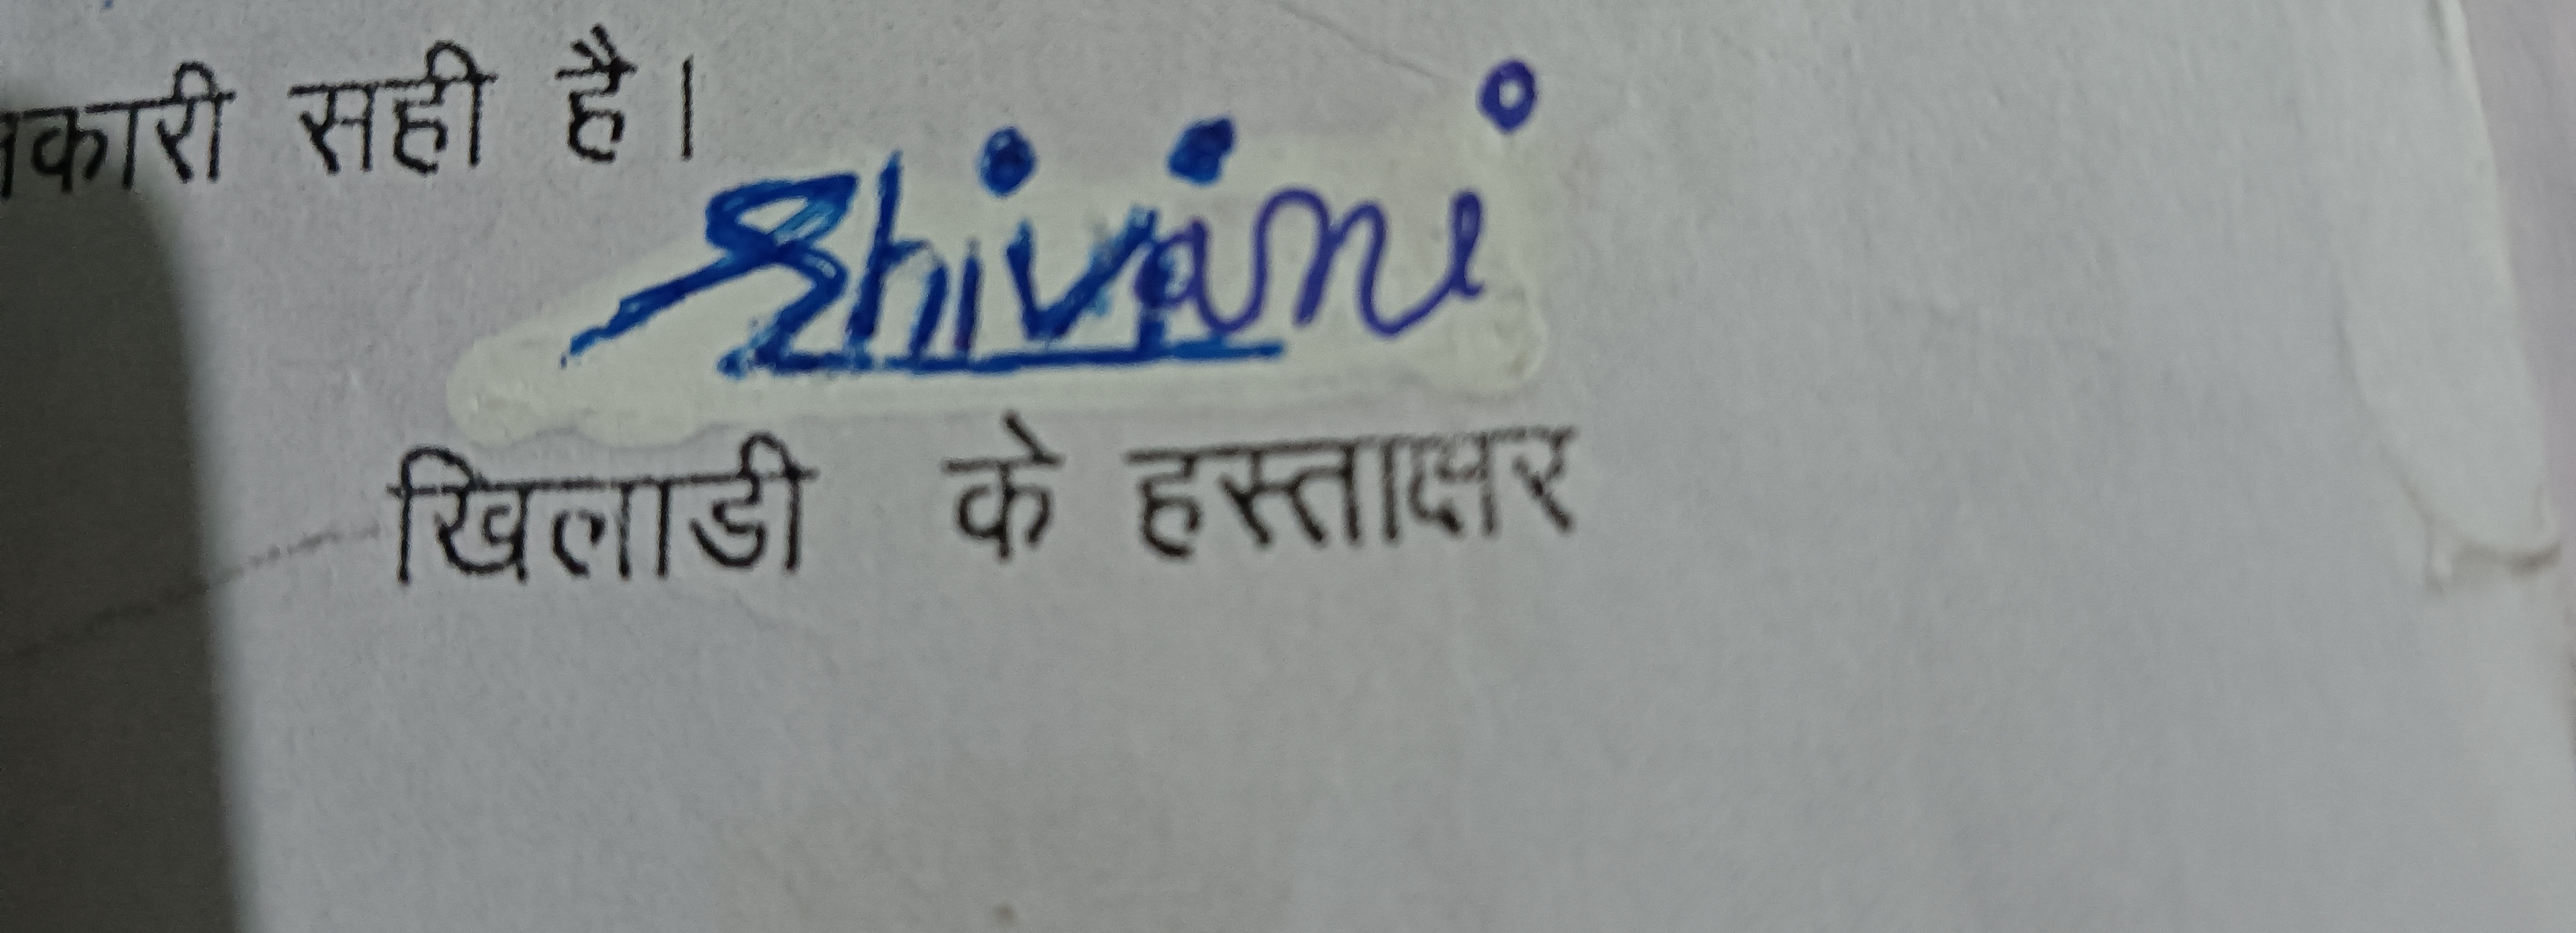 कारी सही है।
Shivani
खिलाडी के हस्ताक्षर